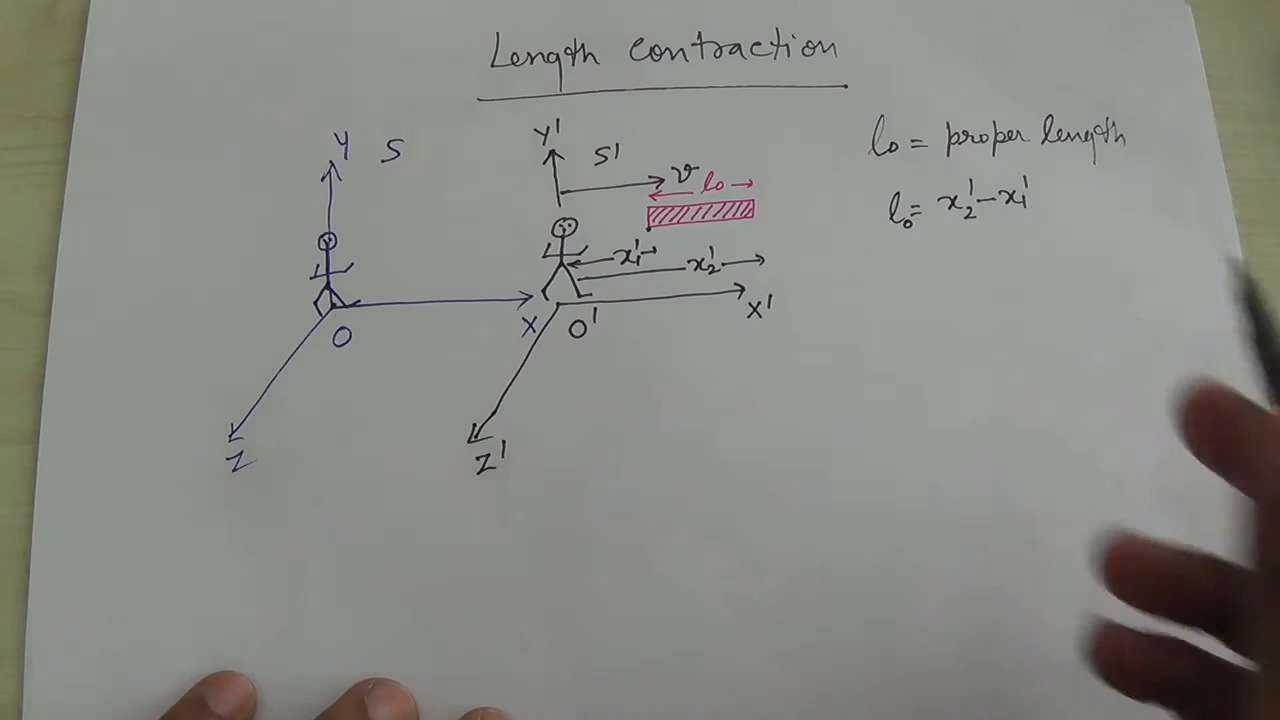 Length contraction
Y S
Y' S'
v
l₀
l₀ = proper length
l₀ = x₂' - x₁'
x₁'
x₂'
X
X'
O
O'
Z
Z'